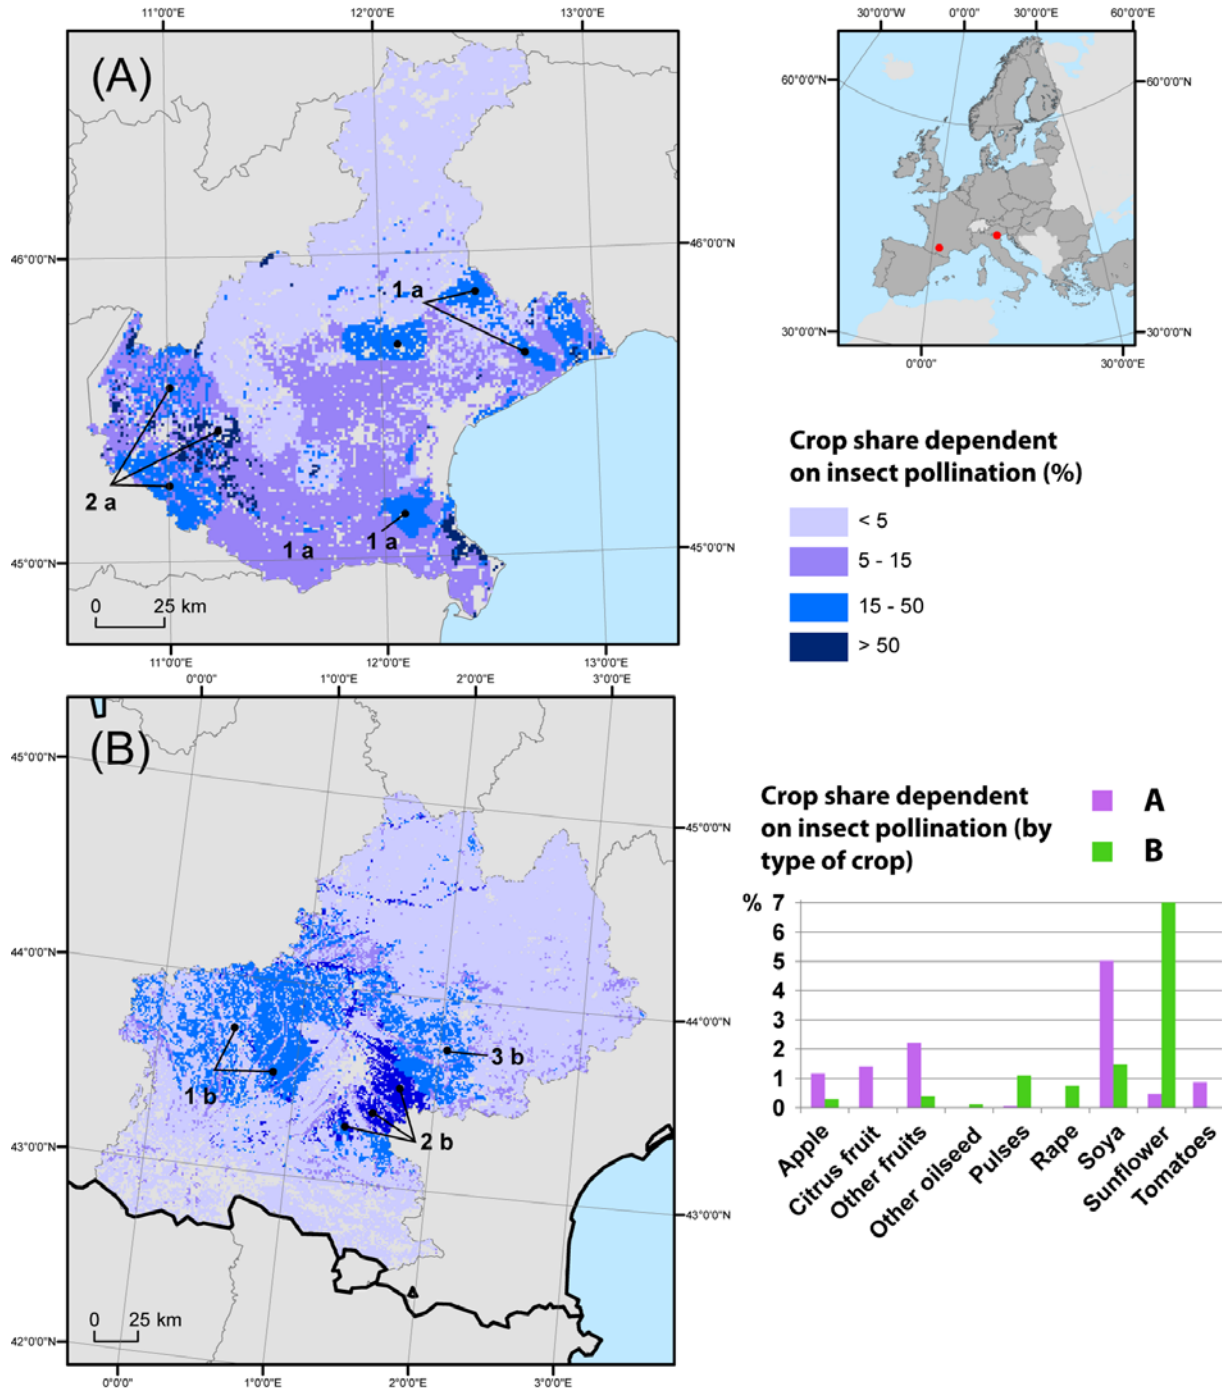 11°0'0"E 12°0'0"E 13°0'0"E
(A)
46°0'0"N 46°0'0"N
1 a
2 a
1 a
1 a
45°0'0"N 45°0'0"N
0 25 km
11°0'0"E 12°0'0"E 13°0'0"E
30°0'0"W 0°0'0" 30°0'0"E 60°0'0"E
60°0'0"N 60°0'0"N
30°0'0"N 30°0'0"N
0°0'0" 30°0'0"E
Crop share dependent
on insect pollination (%)
< 5
5 - 15
15 - 50
> 50
0°0'0" 1°0'0"E 2°0'0"E 3°0'0"E
(B)
45°0'0"N 45°0'0"N
44°0'0"N 44°0'0"N
1 b
3 b
2 b
43°0'0"N 43°0'0"N
0 25 km
42°0'0"N
0°0'0" 1°0'0"E 2°0'0"E 3°0'0"E
Crop share dependent
on insect pollination (by
type of crop)
A
B
%
7
6
5
4
3
2
1
0
Apple
Citrus fruit
Other fruits
Other oilseed
Pulses
Rape
Soya
Sunflower
Tomatoes